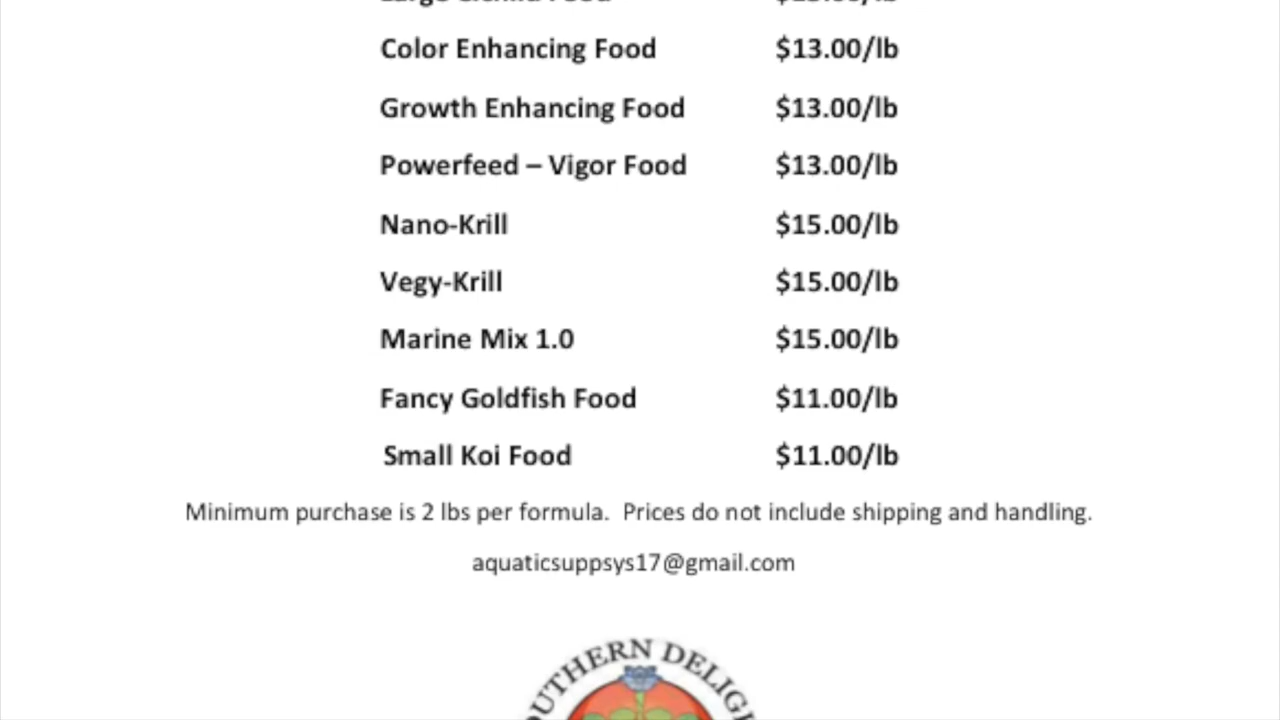 Food
Color Enhancing Food $13.00/lb
Growth Enhancing Food $13.00/lb
Powerfeed – Vigor Food $13.00/lb
Nano-Krill $15.00/lb
Vegy-Krill $15.00/lb
Marine Mix 1.0 $15.00/lb
Fancy Goldfish Food $11.00/lb
Small Koi Food $11.00/lb
Minimum purchase is 2 lbs per formula.  Prices do not include shipping and handling.
aquaticsuppsys17@gmail.com